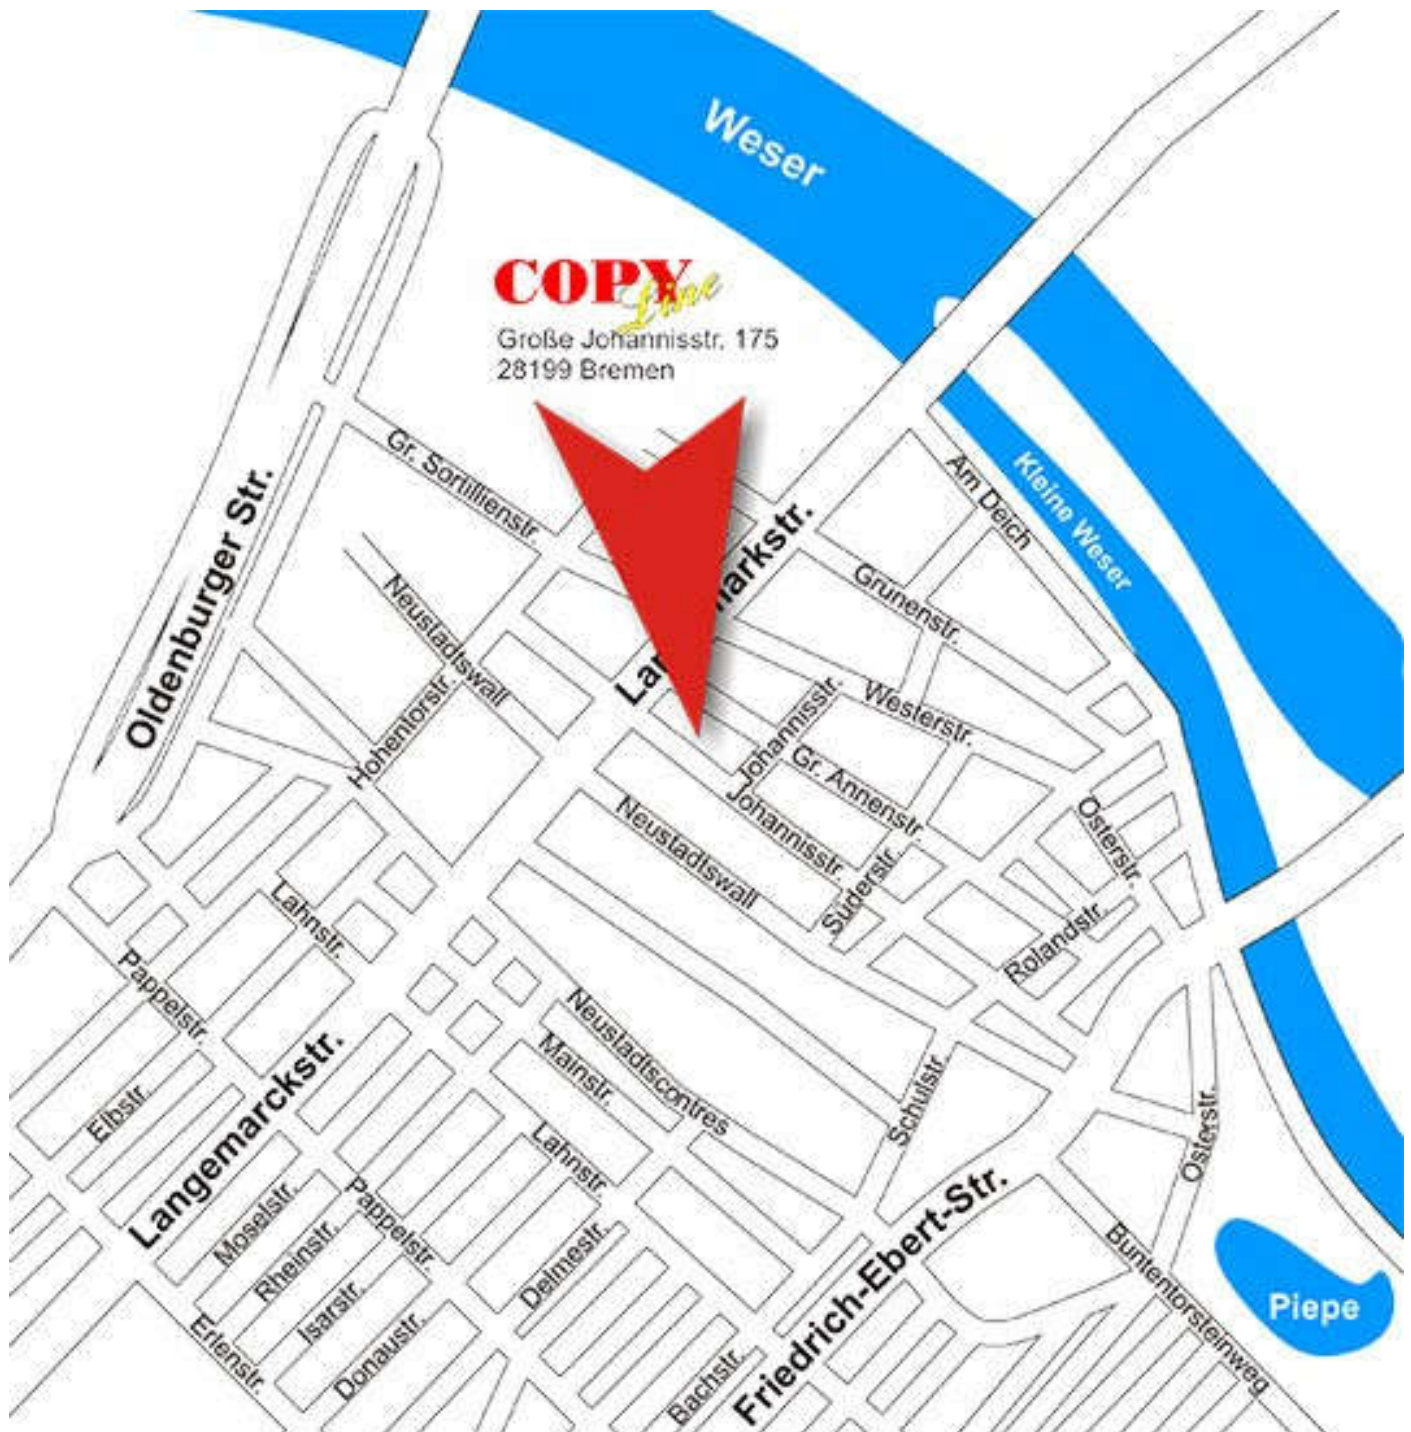 Weser
COPY
Line
Große Johannisstr. 175
28199 Bremen
Gr. Sortillienstr.
Am Deich
Kleine Weser
Oldenburger Str.
Neustadtswall
Hohentorstr.
Grünenstr.
Johannisstr.
Westerstr.
Gr. Annenstr.
Johannisstr.
Neustadtswall
Süderstr.
Osterstr.
Rolandstr.
Lahnstr.
Pappelstr.
Neustadtscontres
Mainstr.
Elbstr.
Langemarckstr.
Schulstr.
Osterstr.
Lahnstr.
Moselstr.
Pappelstr.
Rheinstr.
Delmestr.
Isarstr.
Donaustr.
Erlenstr.
Friedrich-Ebert-Str.
Buntentorsteinweg
Piepe
Bachstr.